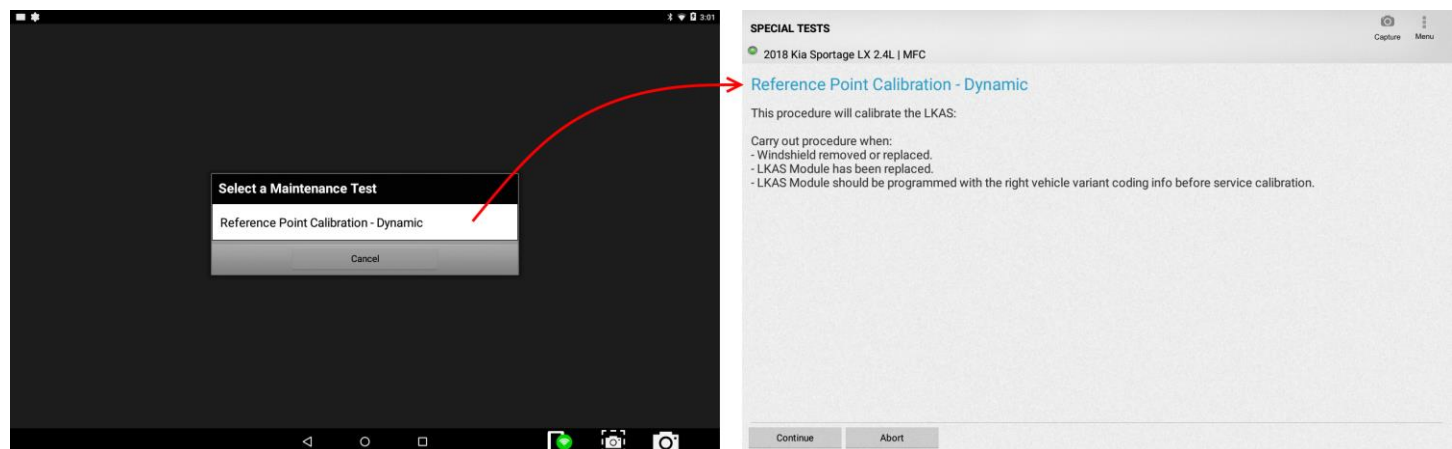 3:01
Select a Maintenance Test
Reference Point Calibration - Dynamic
Cancel
SPECIAL TESTS
Capture
Menu
2018 Kia Sportage LX 2.4L | MFC
Reference Point Calibration - Dynamic
This procedure will calibrate the LKAS:
Carry out procedure when:
- Windshield removed or replaced.
- LKAS Module has been replaced.
- LKAS Module should be programmed with the right vehicle variant coding info before service calibration.
Continue
Abort